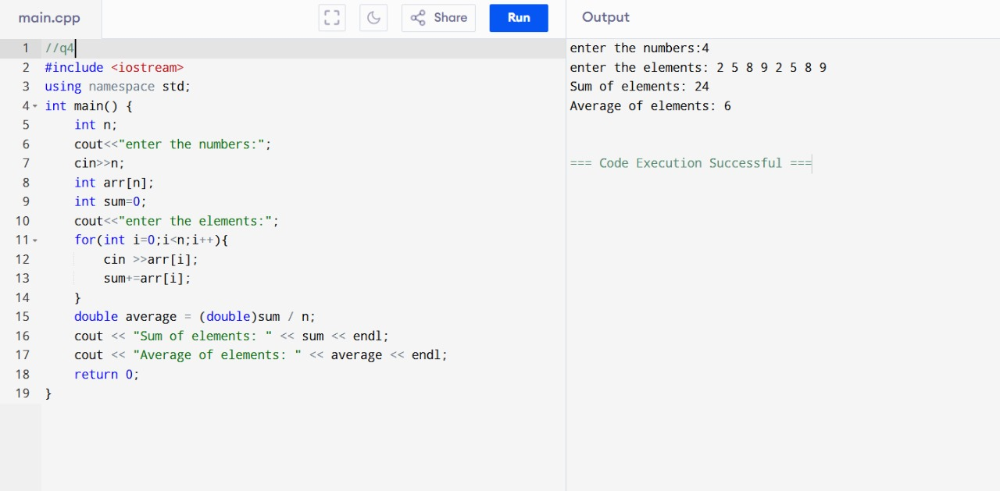 main.cpp
Share
Run
Output
1 //q4
2 #include <iostream>
3 using namespace std;
4 int main() {
5     int n;
6     cout<<"enter the numbers:";
7     cin>>n;
8     int arr[n];
9     int sum=0;
10     cout<<"enter the elements:";
11     for(int i=0;i<n;i++){
12         cin >>arr[i];
13         sum+=arr[i];
14     }
15     double average = (double)sum / n;
16     cout << "Sum of elements: " << sum << endl;
17     cout << "Average of elements: " << average << endl;
18     return 0;
19 }
enter the numbers:4
enter the elements: 2 5 8 9 2 5 8 9
Sum of elements: 24
Average of elements: 6
=== Code Execution Successful ===